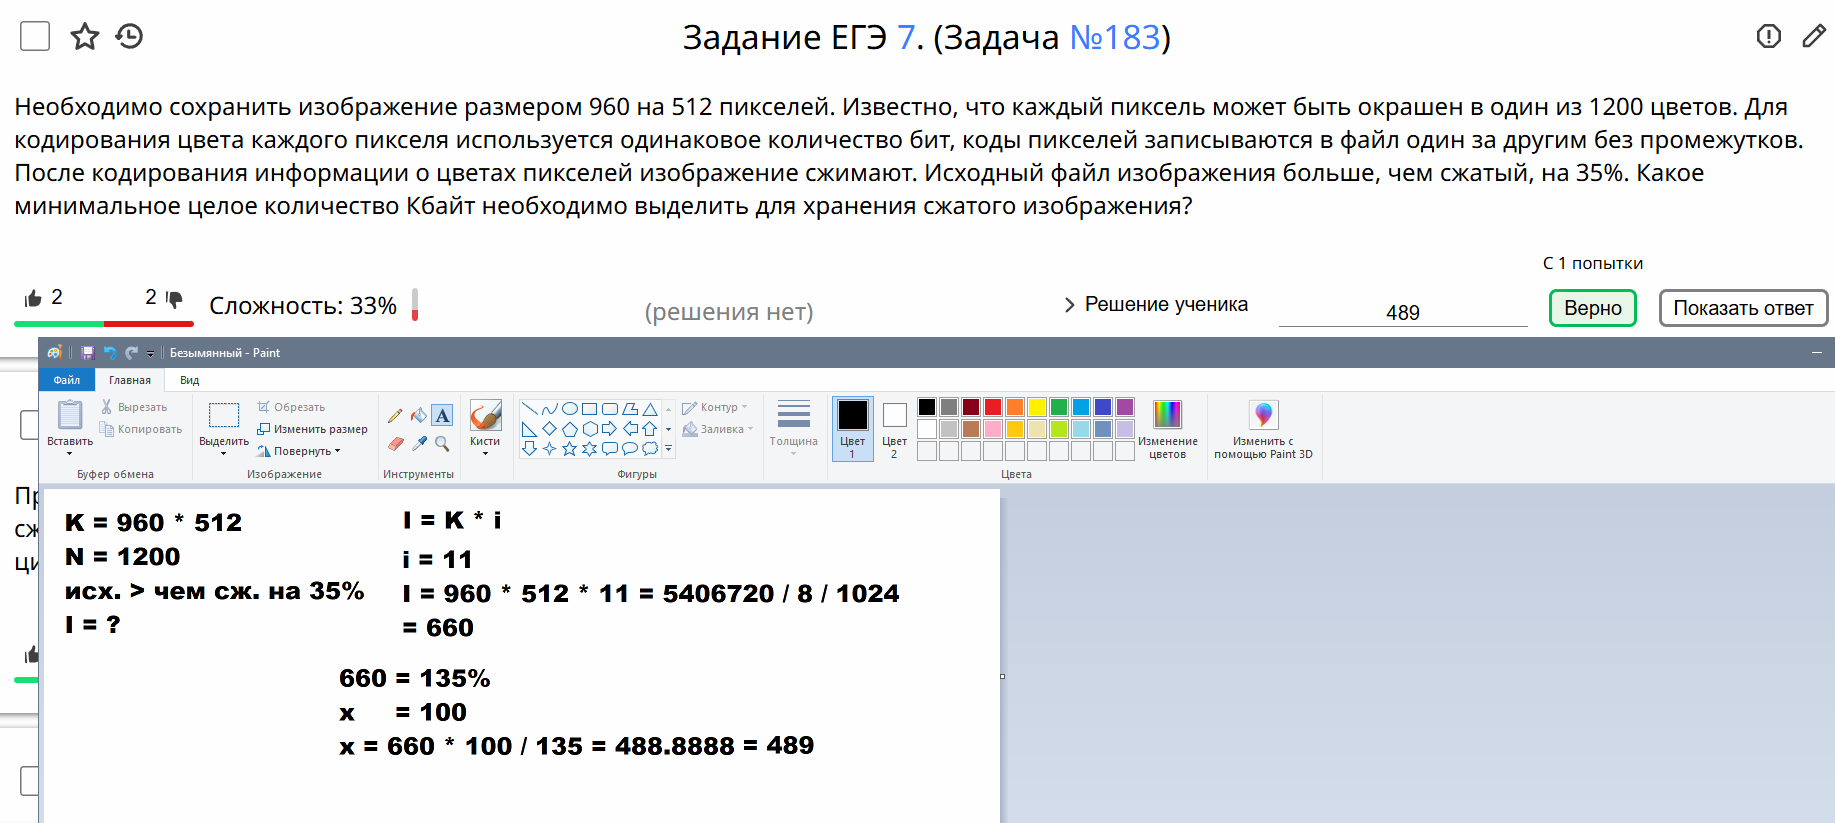 Задание ЕГЭ 7. (Задача №183)
Необходимо сохранить изображение размером 960 на 512 пикселей. Известно, что каждый пиксель может быть окрашен в один из 1200 цветов. Для
кодирования цвета каждого пикселя используется одинаковое количество бит, коды пикселей записываются в файл один за другим без промежутков.
После кодирования информации о цветах пикселей изображение сжимают. Исходный файл изображения больше, чем сжатый, на 35%. Какое
минимальное целое количество Кбайт необходимо выделить для хранения сжатого изображения?
С 1 попытки
2 2 Сложность: 33% (решения нет) Решение ученика 489 Верно Показать ответ
Безымянный - Paint
Файл Главная Вид
Вставить
Вырезать
Копировать
Буфер обмена
Выделить
Обрезать
Изменить размер
Повернуть
Изображение
A
Инструменты
Кисти
Контур
Заливка
Фигуры
Толщина
Цвет
1
Цвет
2
Изменение
цветов
Цвета
Изменить с
помощью Paint 3D
Пр
сж
ци
K = 960 * 512
N = 1200
исх. > чем сж. на 35%
I = ?
I = K * i
i = 11
I = 960 * 512 * 11 = 5406720 / 8 / 1024
= 660
660 = 135%
x = 100
x = 660 * 100 / 135 = 488.8888 = 489